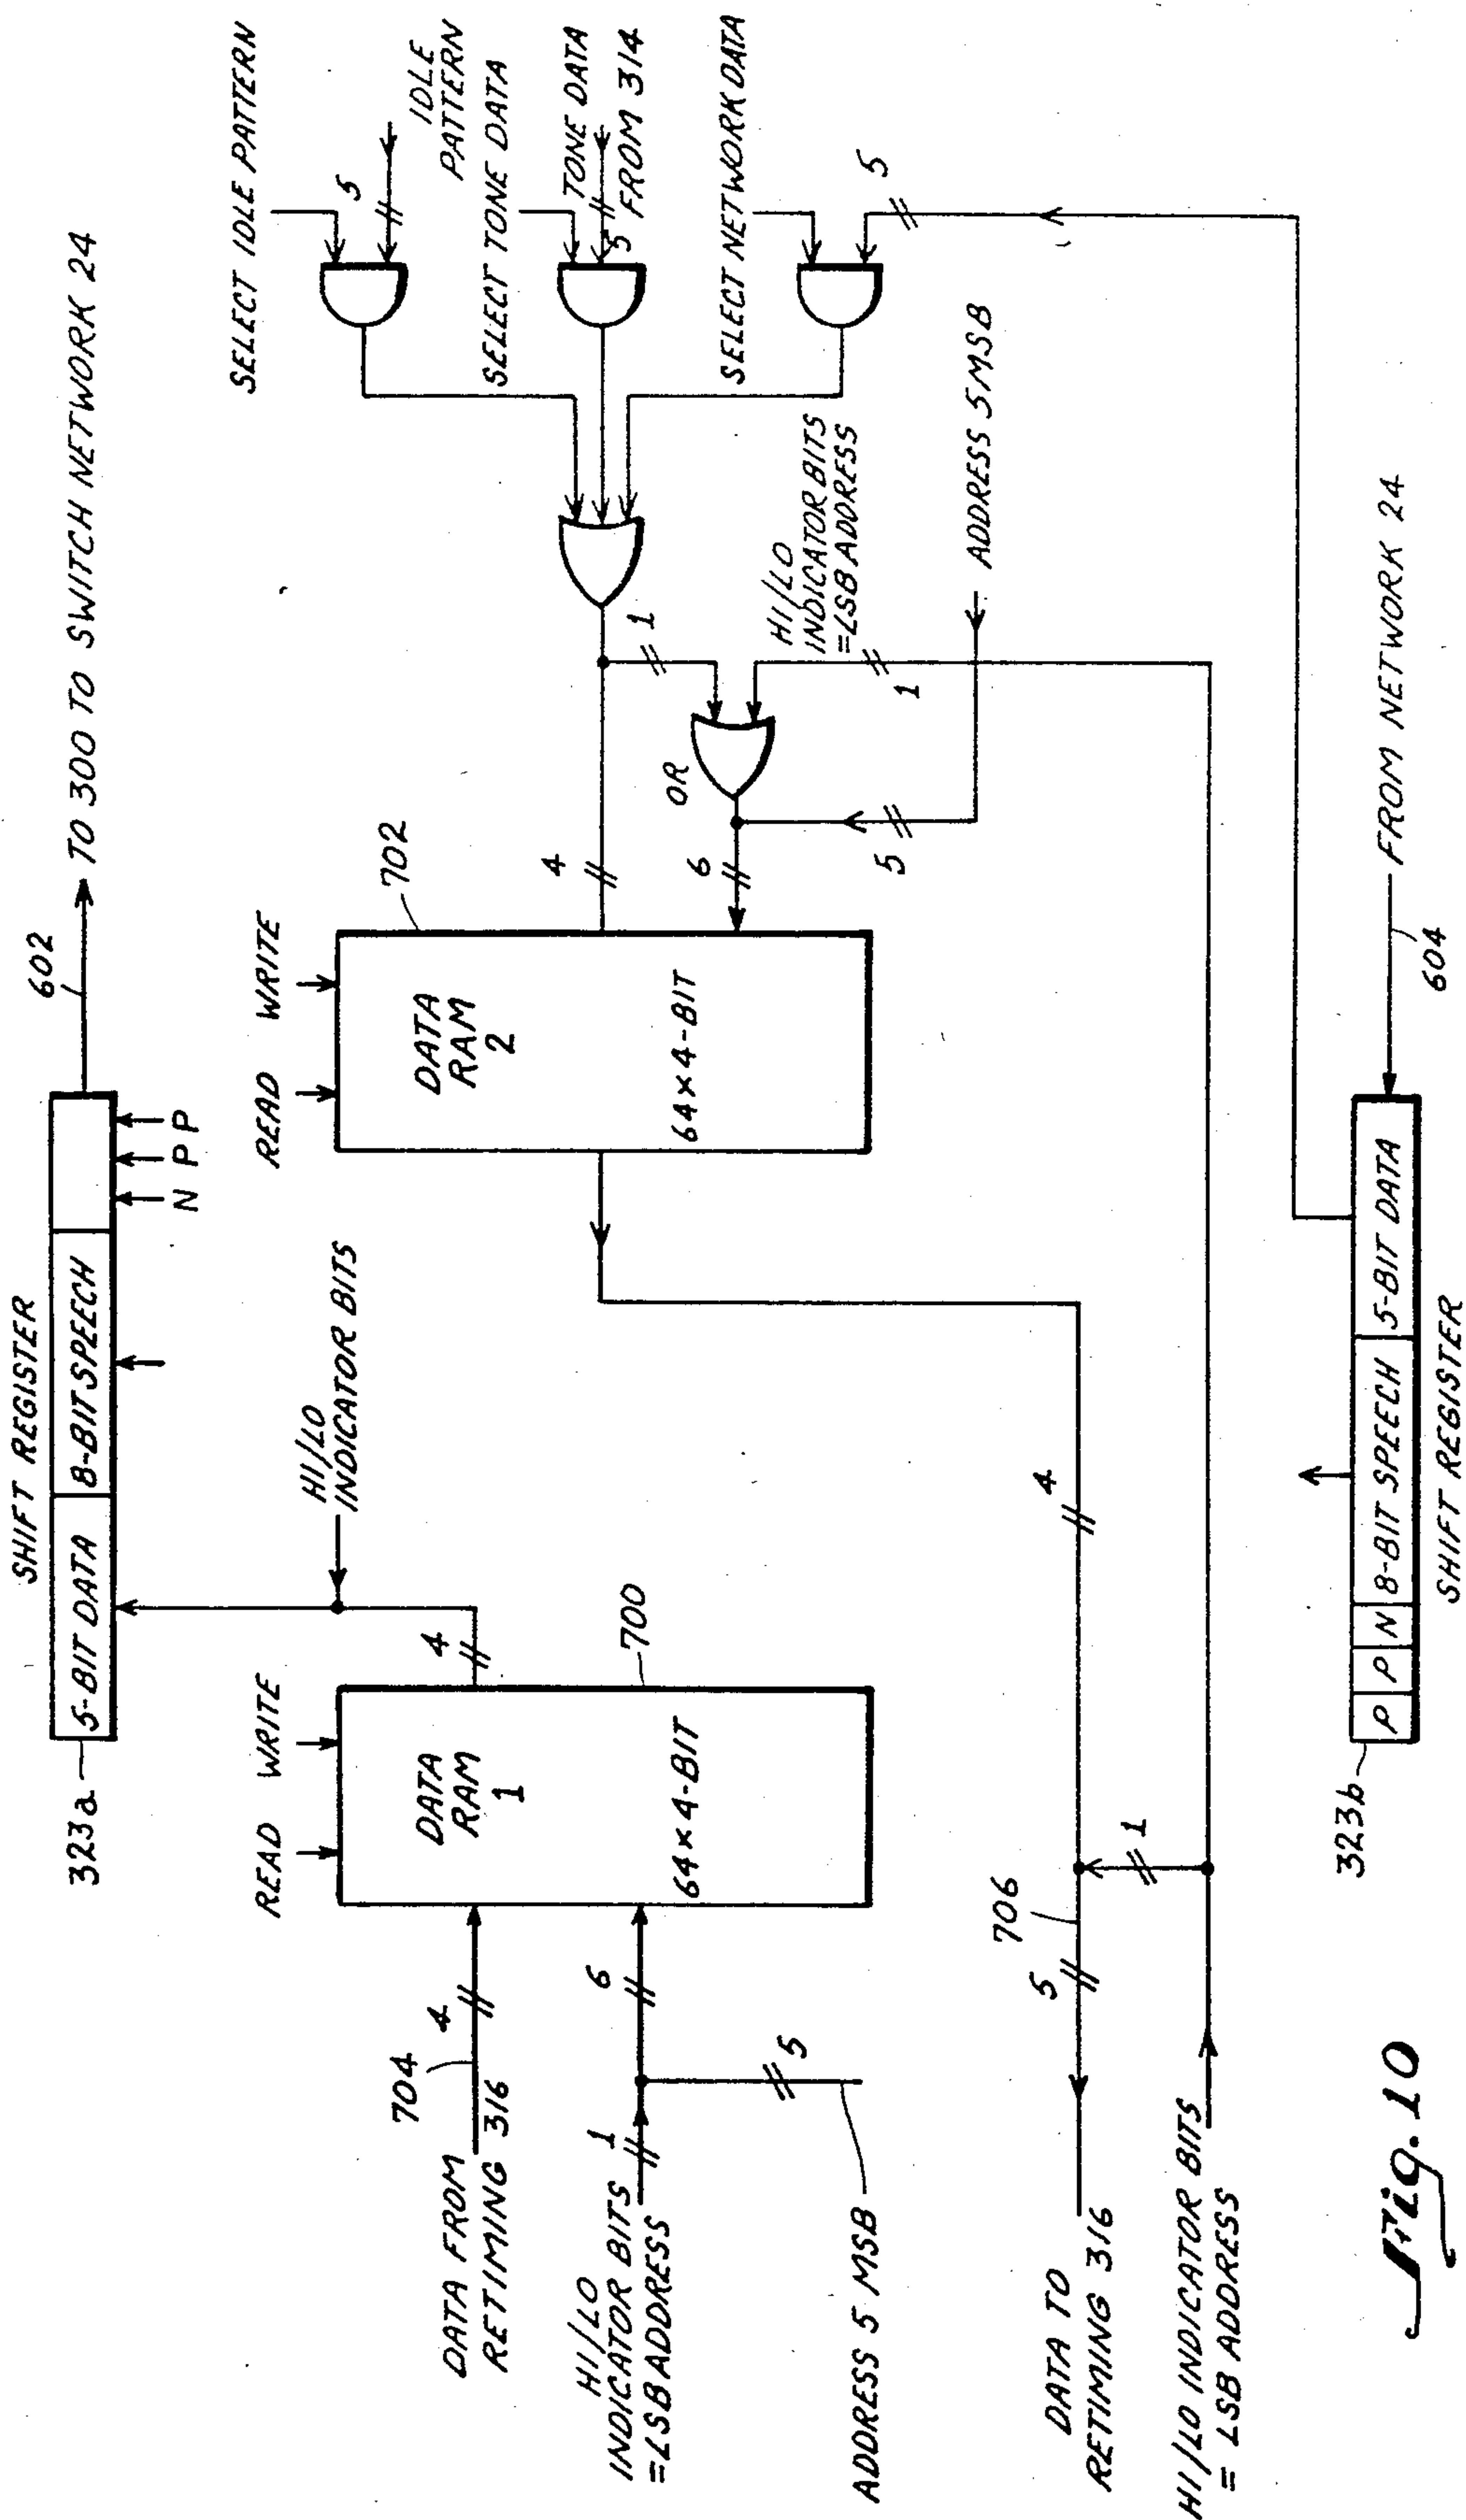 SHIFT REGISTER
323a
5-BIT DATA
8-BIT SPEECH
N P P
602
TO 300 TO SWITCH NETWORK 24
HI/LO
INDICATOR BITS
READ WRITE
DATA
RAM
1
64x4-BIT
700
4
704
4
DATA FROM
RETIMING 316
HI/LO
INDICATOR BITS
=LSB ADDRESS
1
6
5
ADDRESS 5 MSB
READ WRITE
DATA
RAM
2
64x4-BIT
702
4
6
OR
5
1
HI/LO
INDICATOR BITS
=LSB ADDRESS
1
ADDRESS 5 MSB
SELECT IDLE PATTERN
5
IDLE
PATTERN
SELECT TONE DATA
TONE DATA
5
FROM 314
SELECT NETWORK DATA
5
4
706
5
1
DATA TO
RETIMING 316
HI/LO INDICATOR BITS
= LSB ADDRESS
323b
P P N
8-BIT SPEECH
5-BIT DATA
SHIFT REGISTER
604
FROM NETWORK 24
Fig. 10